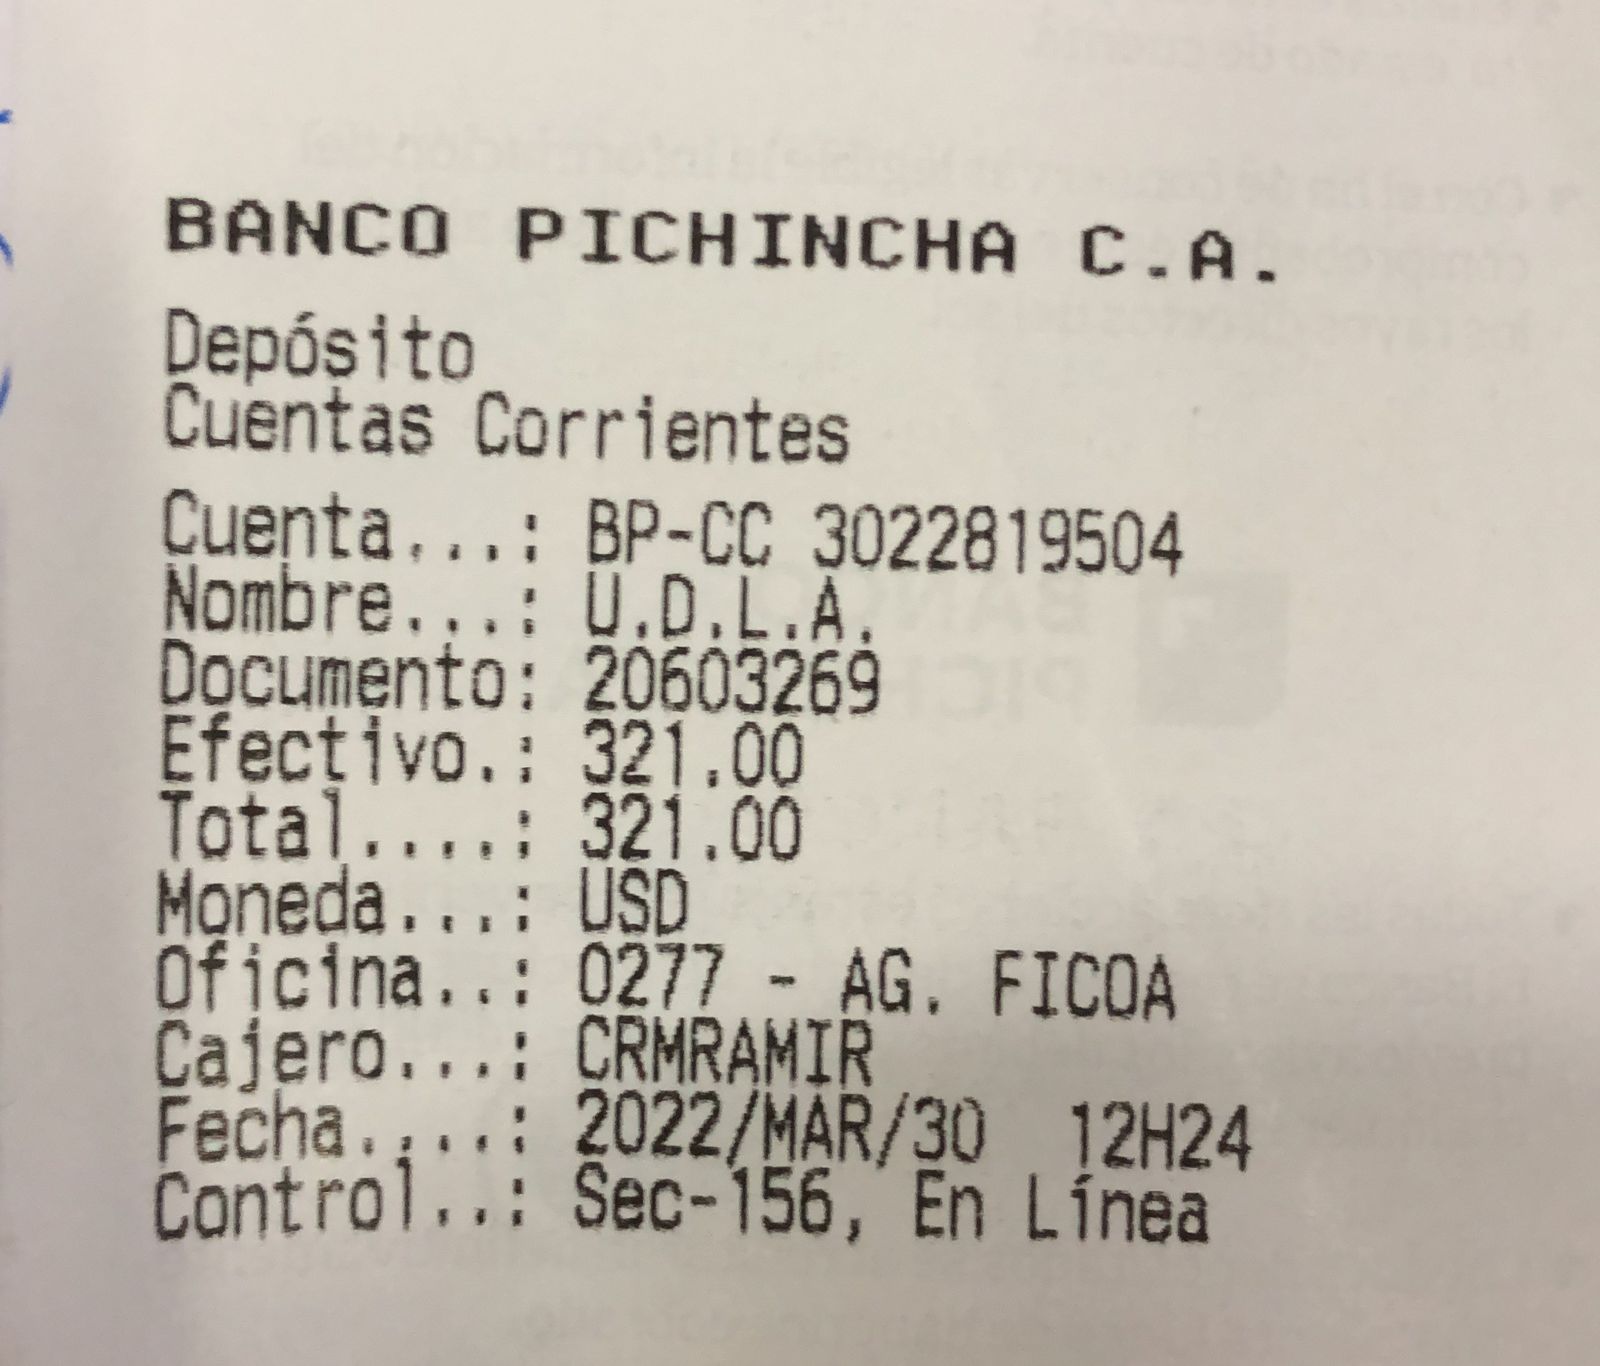 BANCO PICHINCHA C.A.
Depósito
Cuentas Corrientes
Cuenta...: BP-CC 3022819504
Nombre...: U.D.L.A.
Documento: 20603269
Efectivo.: 321.00
Total....: 321.00
Moneda...: USD
Oficina..: 0277 - AG. FICOA
Cajero...: CRMRAMIR
Fecha....: 2022/MAR/30 12H24
Control..: Sec-156, En Línea